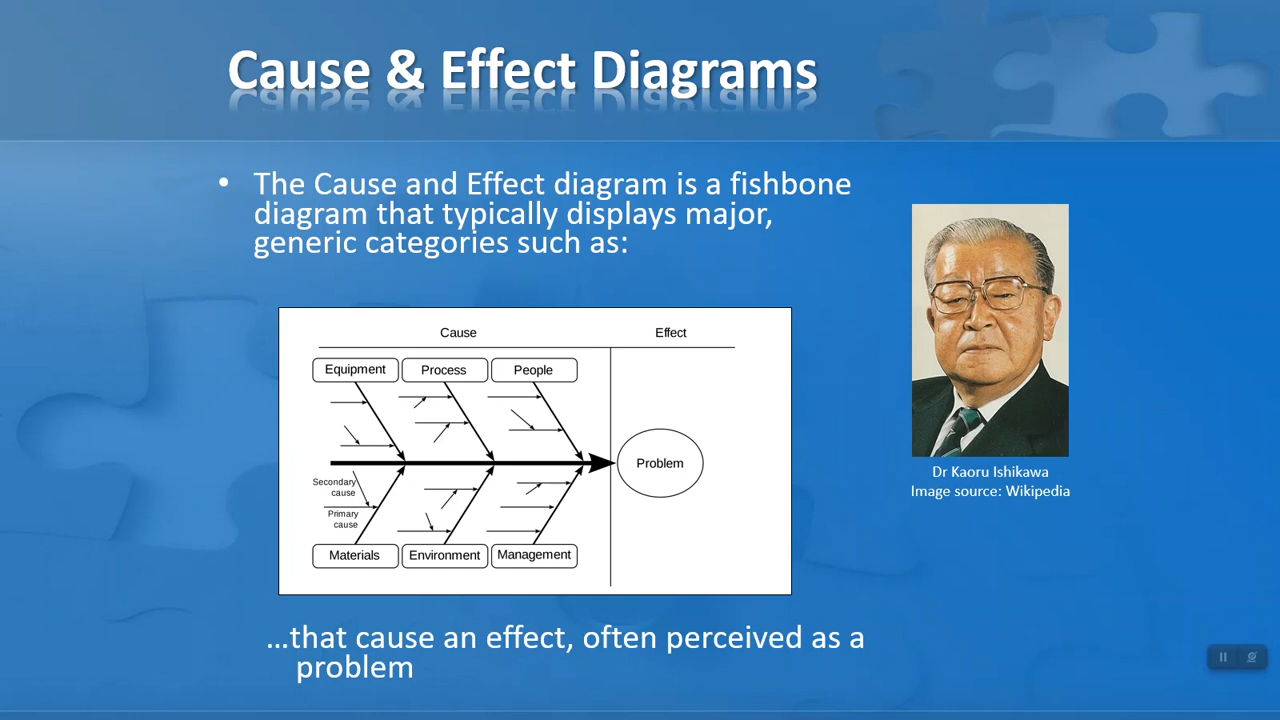 Cause & Effect Diagrams
• The Cause and Effect diagram is a fishbone
diagram that typically displays major,
generic categories such as:
Cause
Effect
Equipment
Process
People
Problem
Secondary
cause
Primary
cause
Materials
Environment
Management
Dr Kaoru Ishikawa
Image source: Wikipedia
…that cause an effect, often perceived as a
problem